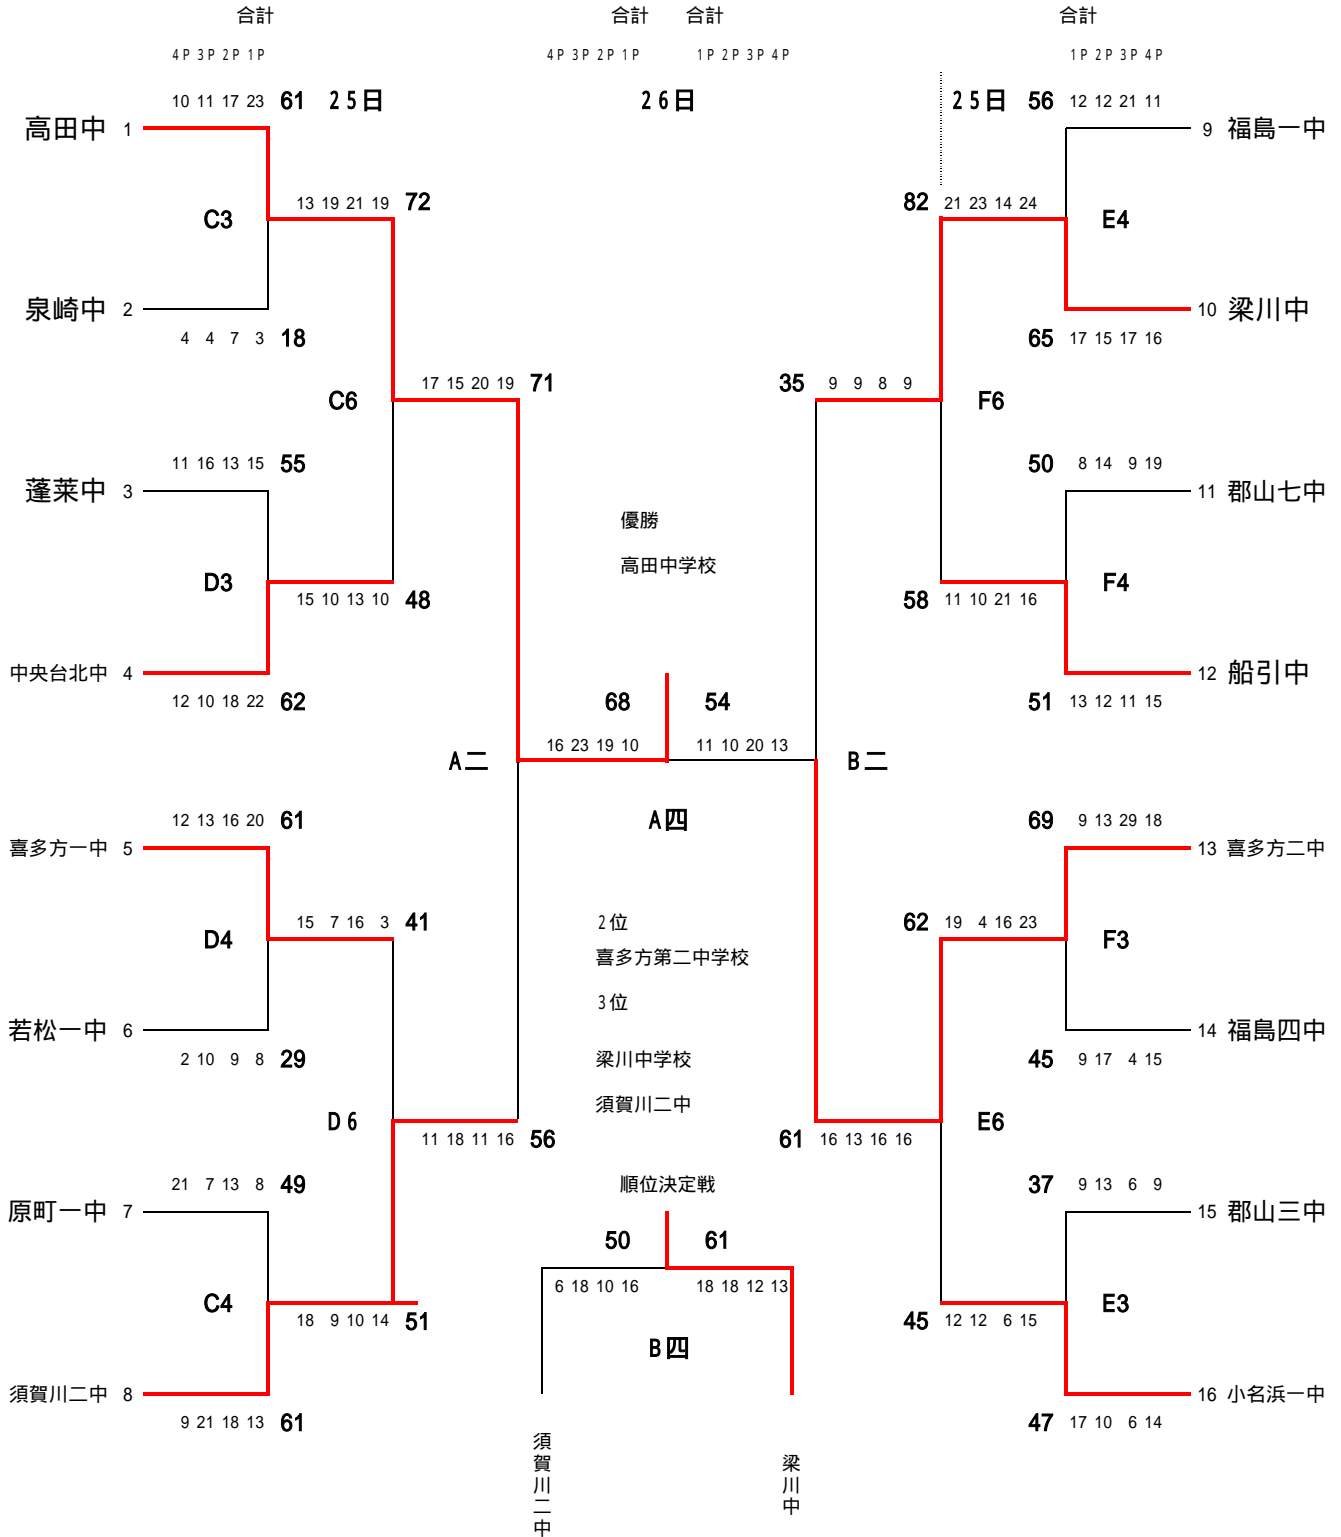 合計 合計 合計 合計
4P 3P 2P 1P 4P 3P 2P 1P 1P 2P 3P 4P 1P 2P 3P 4P
10 11 17 23 61 25日 26日 25日 56 12 12 21 11
高田中 1 9 福島一中
13 19 21 19 72 82 21 23 14 24
C3 E4
泉崎中 2 10 梁川中
4 4 7 3 18 65 17 15 17 16
17 15 20 19 71 35 9 9 8 9
C6 F6
11 16 13 15 55 50 8 14 9 19
蓬莱中 3 11 郡山七中
優勝
高田中学校
D3 F4
15 10 13 10 48 58 11 10 21 16
中央台北中 4 12 船引中
12 10 18 22 62 68 54 51 13 12 11 15
16 23 19 10 11 10 20 13
A二 B二
12 13 16 20 61 A四 69 9 13 29 18
喜多方一中 5 13 喜多方二中
15 7 16 3 41 2位 62 19 4 16 23
D4 F3
喜多方第二中学校
3位
若松一中 6 14 福島四中
2 10 9 8 29 梁川中学校 45 9 17 4 15
須賀川二中
D6 E6
11 18 11 16 56 61 16 13 16 16
21 7 13 8 49 順位決定戦 37 9 13 6 9
原町一中 7 15 郡山三中
50 61
6 18 10 16 18 18 12 13
C4 E3
18 9 10 14 51 45 12 12 6 15
B四
須賀川二中 8 16 小名浜一中
9 21 18 13 61 47 17 10 6 14
須賀川二中
梁川中